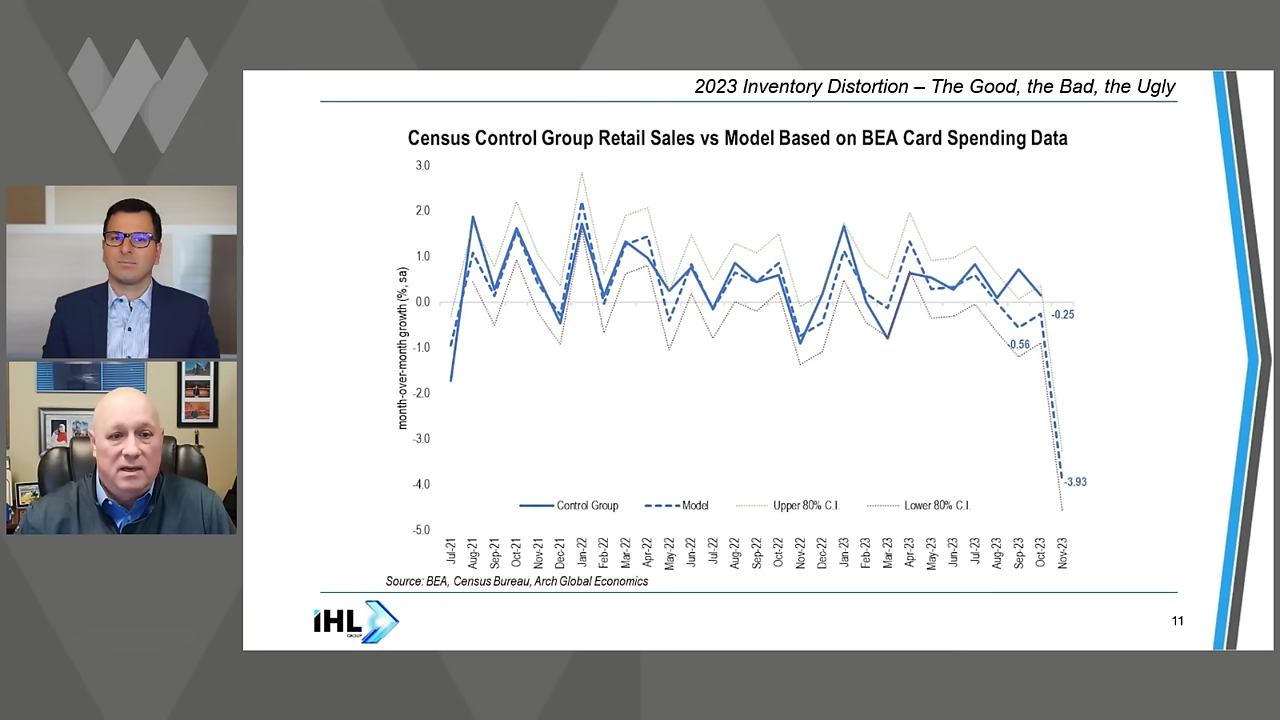 2023 Inventory Distortion – The Good, the Bad, the Ugly
Census Control Group Retail Sales vs Model Based on BEA Card Spending Data
month-over-month growth (%, sa)
3.0
2.0
1.0
0.0
-1.0
-2.0
-3.0
-4.0
-5.0
-0.25
-0.56
-3.93
Control Group
Model
Upper 80% C.I.
Lower 80% C.I.
Jul-21
Aug-21
Sep-21
Oct-21
Nov-21
Dec-21
Jan-22
Feb-22
Mar-22
Apr-22
May-22
Jun-22
Jul-22
Aug-22
Sep-22
Oct-22
Nov-22
Dec-22
Jan-23
Feb-23
Mar-23
Apr-23
May-23
Jun-23
Jul-23
Aug-23
Sep-23
Oct-23
Nov-23
Source: BEA, Census Bureau, Arch Global Economics
IHL
GROUP
11